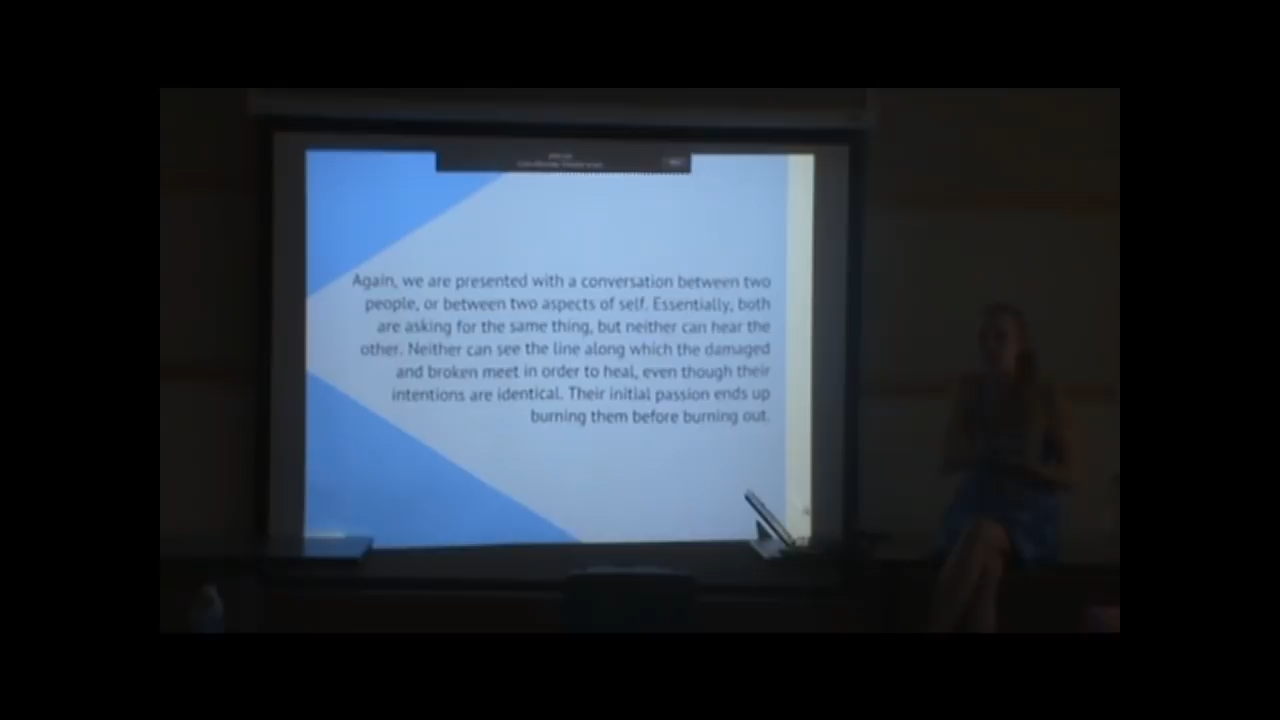 Again, we are presented with a conversation between two
people, or between two aspects of self. Essentially, both
are asking for the same thing, but neither can hear the
other. Neither can see the line along which the damaged
and broken meet in order to heal, even though their
intentions are identical. Their initial passion ends up
burning them before burning out.